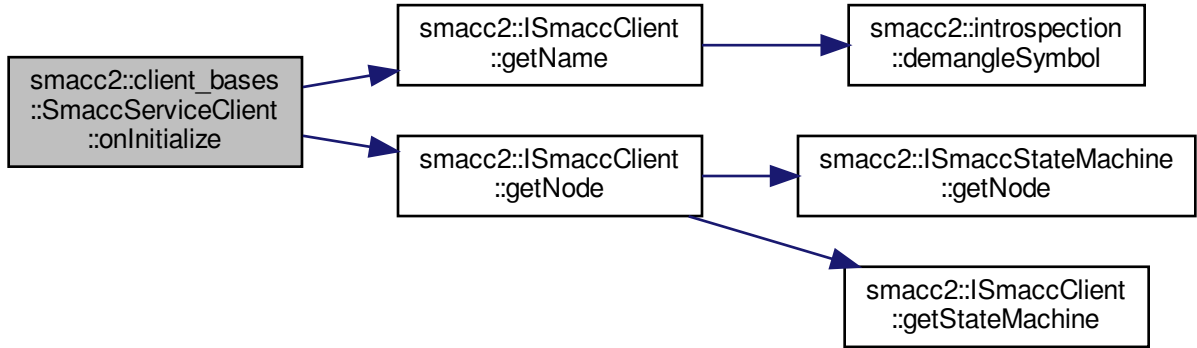 smacc2::client_bases
::SmaccServiceClient
::onInitialize
smacc2::ISmaccClient
::getName
smacc2::introspection
::demangleSymbol
smacc2::ISmaccClient
::getNode
smacc2::ISmaccStateMachine
::getNode
smacc2::ISmaccClient
::getStateMachine